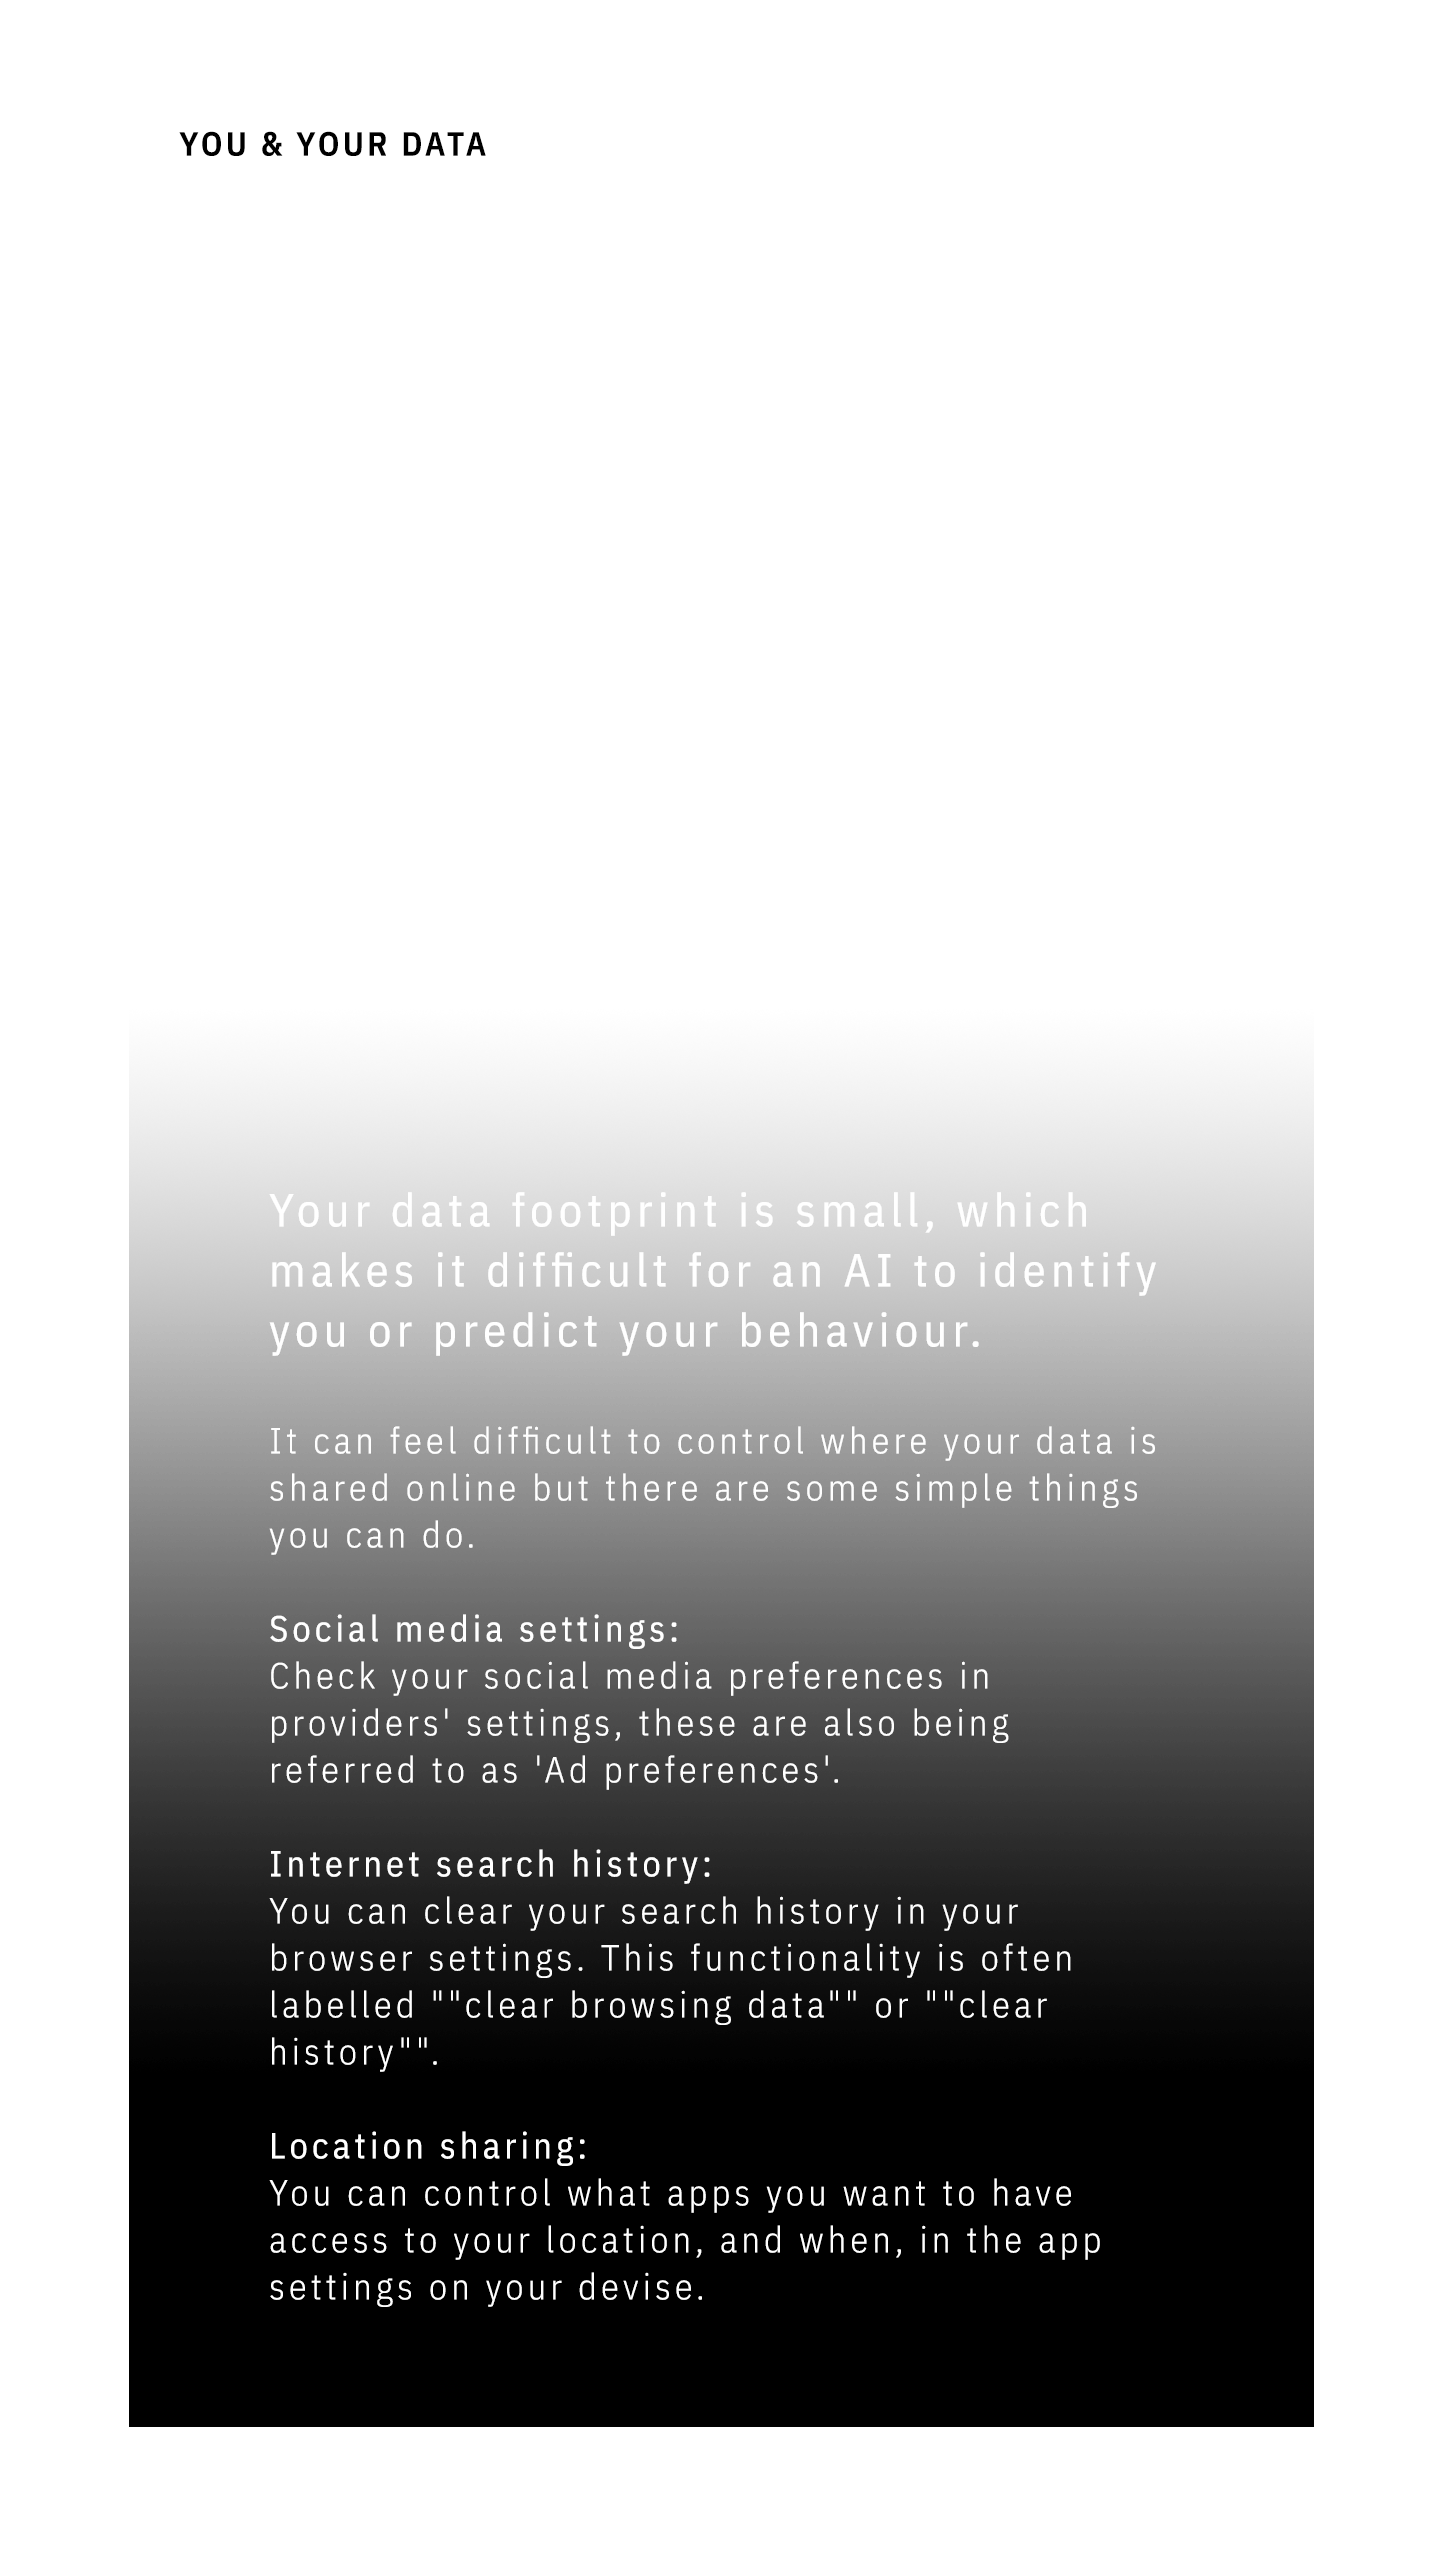 YOU & YOUR DATA
Your data footprint is small, which
makes it difficult for an AI to identify
you or predict your behaviour.
It can feel difficult to control where your data is
shared online but there are some simple things
you can do.
Social media settings:
Check your social media preferences in
providers' settings, these are also being
referred to as 'Ad preferences'.
Internet search history:
You can clear your search history in your
browser settings. This functionality is often
labelled ""clear browsing data"" or ""clear
history"".
Location sharing:
You can control what apps you want to have
access to your location, and when, in the app
settings on your devise.